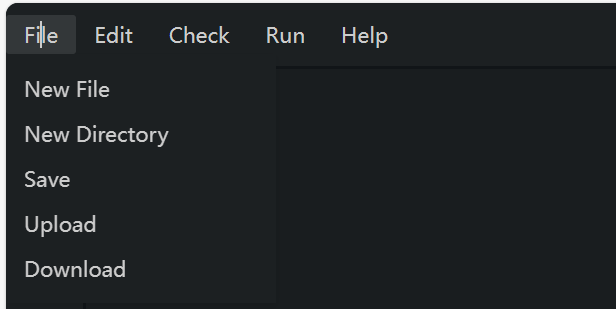 File Edit Check Run Help
New File
New Directory
Save
Upload
Download